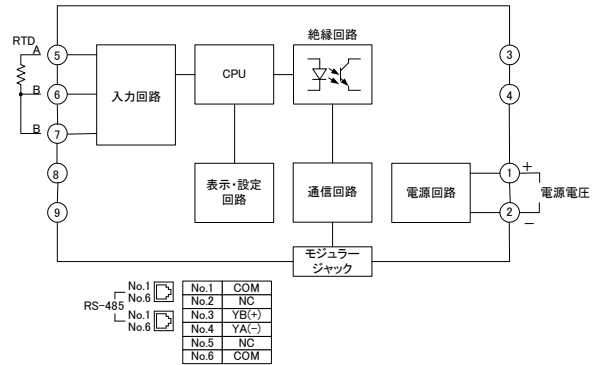 RTD
A
5
B
6
B
7
8
9
入力回路
CPU
絶縁回路
表示・設定
回路
通信回路
電源回路
モジュラー
ジャック
3
4
1
+
2
−
電源電圧
RS-485
No.1
No.6
No.1
No.6
No.1 COM
No.2 NC
No.3 YB(+)
No.4 YA(−)
No.5 NC
No.6 COM